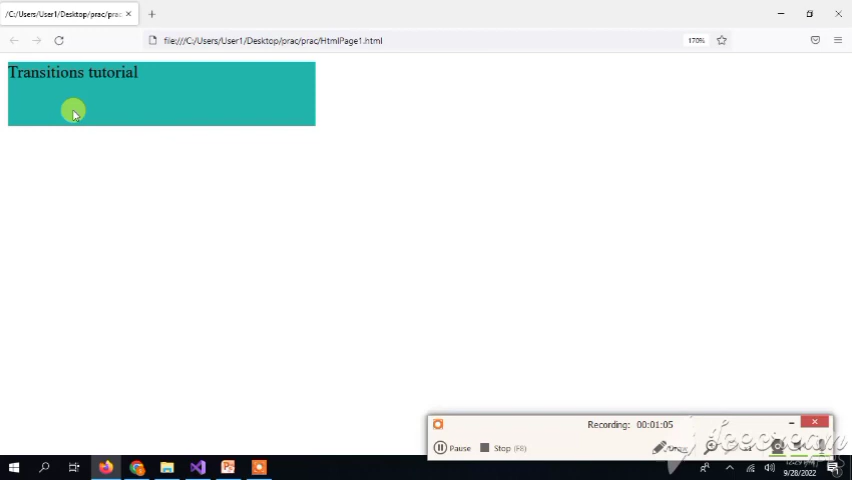 /C:/Users/User1/Desktop/prac/prac
file:///C:/Users/User1/Desktop/prac/prac/HtmlPage1.html
170%
Transitions tutorial
Recording: 00:01:05
Pause
Stop (F8)
9/28/2022